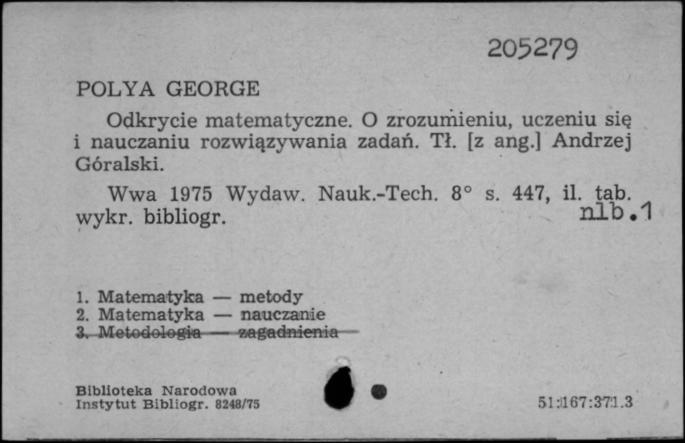 205279
POLYA GEORGE
Odkrycie matematyczne. O zrozumieniu, uczeniu się
i nauczaniu rozwiązywania zadań. Tł. [z ang.] Andrzej
Góralski.
Wwa 1975 Wydaw. Nauk.-Tech. 8° s. 447, il. tab.
wykr. bibliogr. nlb.1
1. Matematyka — metody
2. Matematyka — nauczanie
3. Metodologia — zagadnienia
Biblioteka Narodowa
Instytut Bibliogr. 8248/75 51:167:371.3